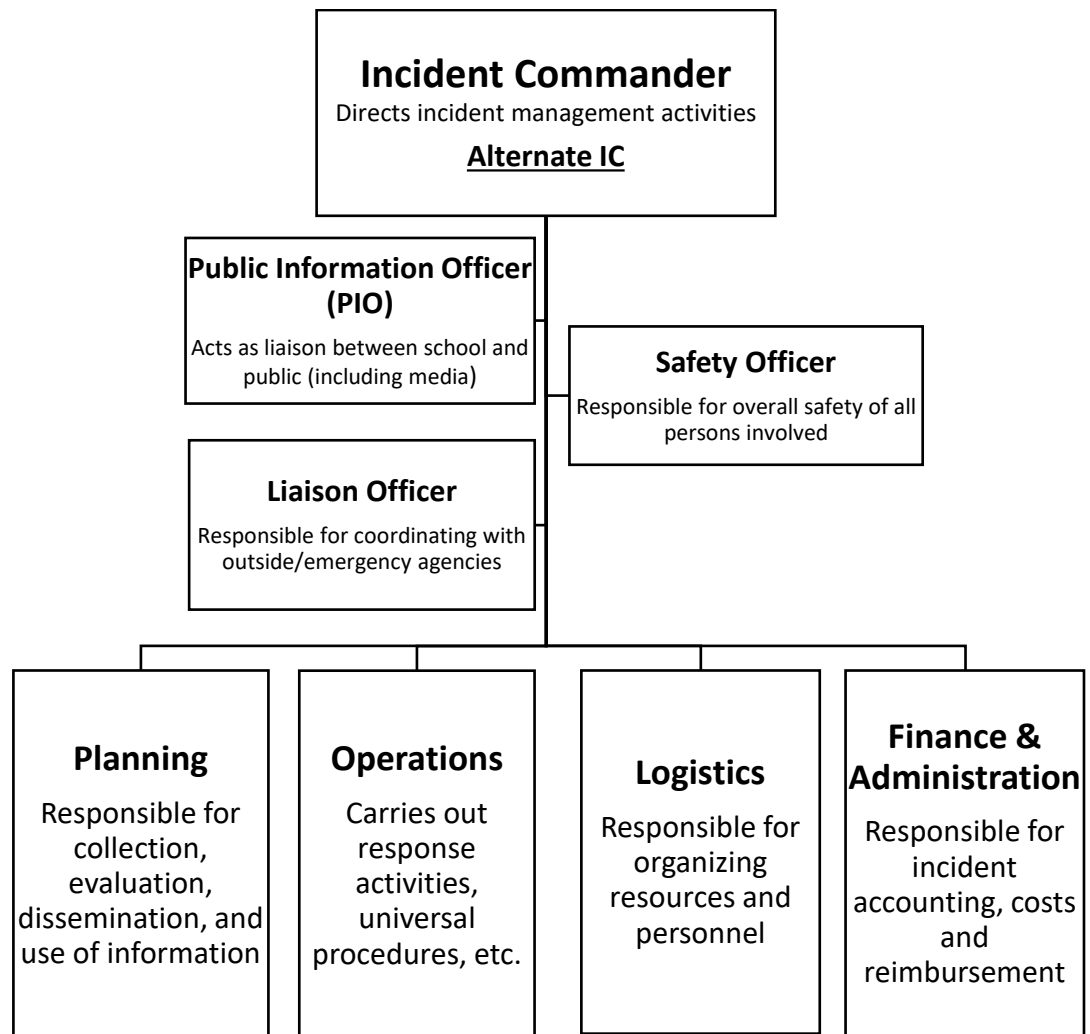 Incident Commander
Directs incident management activities
Alternate IC
Public Information Officer
(PIO)
Acts as liaison between school and
public (including media)
Safety Officer
Responsible for overall safety of all
persons involved
Liaison Officer
Responsible for coordinating with
outside/emergency agencies
Planning
Responsible for
collection,
evaluation,
dissemination, and
use of information
Operations
Carries out
response
activities,
universal
procedures, etc.
Logistics
Responsible for
organizing
resources and
personnel
Finance &
Administration
Responsible for
incident
accounting, costs
and
reimbursement